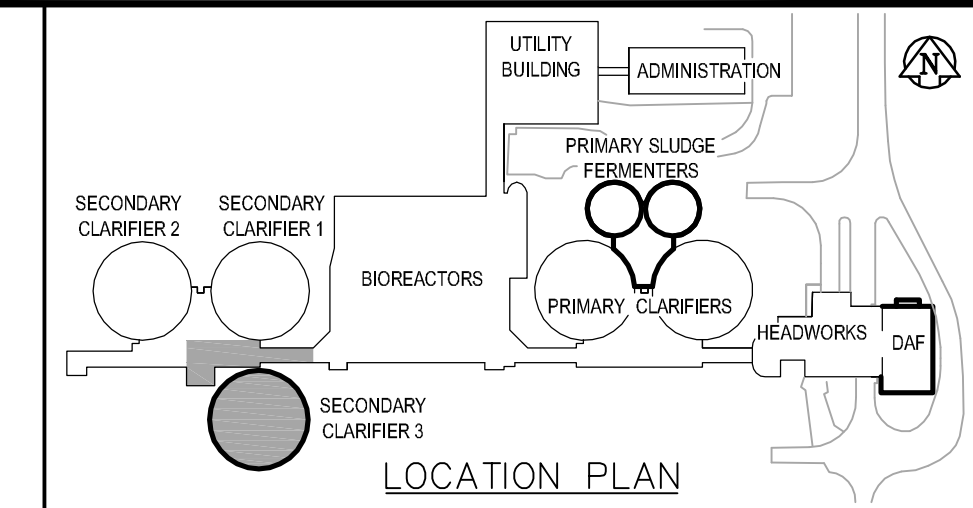 UTILITY
BUILDING
ADMINISTRATION
N
PRIMARY SLUDGE
FERMENTERS
SECONDARY
CLARIFIER 2
SECONDARY
CLARIFIER 1
BIOREACTORS
PRIMARY CLARIFIERS
HEADWORKS
DAF
SECONDARY
CLARIFIER 3
LOCATION PLAN